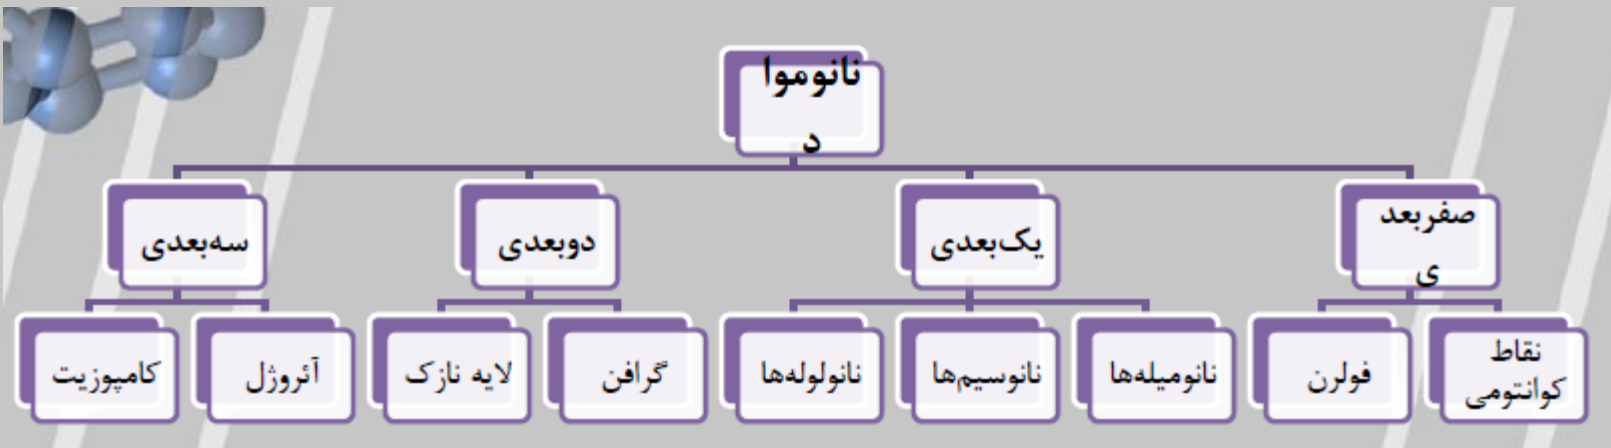 نانوموا
د
صفربعد
ی
یک‌بعدی
دوبعدی
سه‌بعدی
نقاط
کوانتومی
فولرن
نانومیله‌ها
نانوسیم‌ها
نانولوله‌ها
گرافن
لایه نازک
آئروژل
کامپوزیت